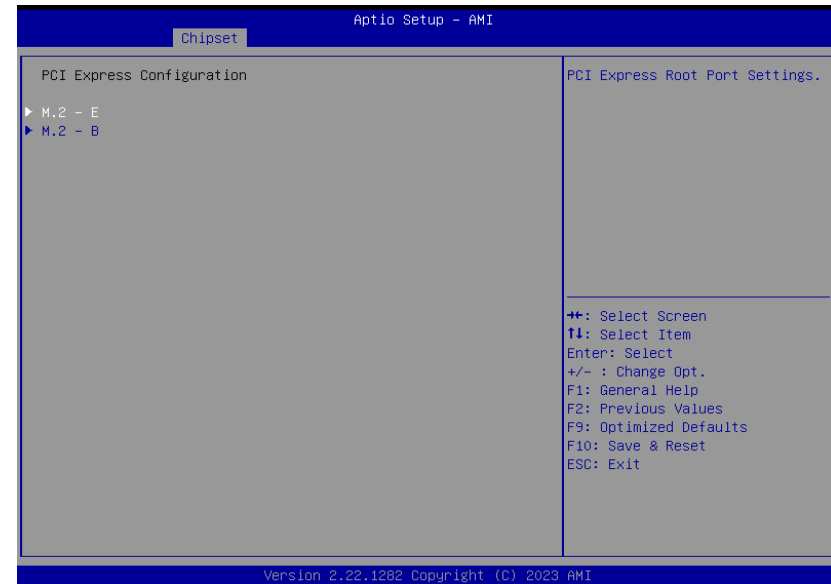 Aptio Setup – AMI
Chipset
PCI Express Configuration
▶ M.2 – E
▶ M.2 – B
PCI Express Root Port Settings.
→←: Select Screen
↑↓: Select Item
Enter: Select
+/– : Change Opt.
F1: General Help
F2: Previous Values
F9: Optimized Defaults
F10: Save & Reset
ESC: Exit
Version 2.22.1282 Copyright (C) 2023 AMI